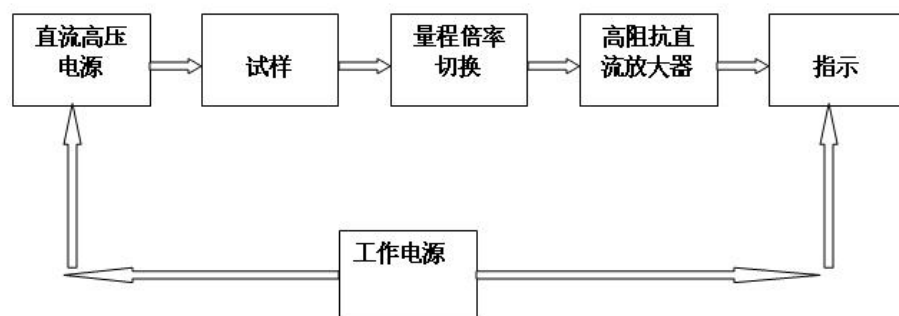 直流高压
电源
试样
量程倍率
切换
高阻抗直
流放大器
指示
工作电源